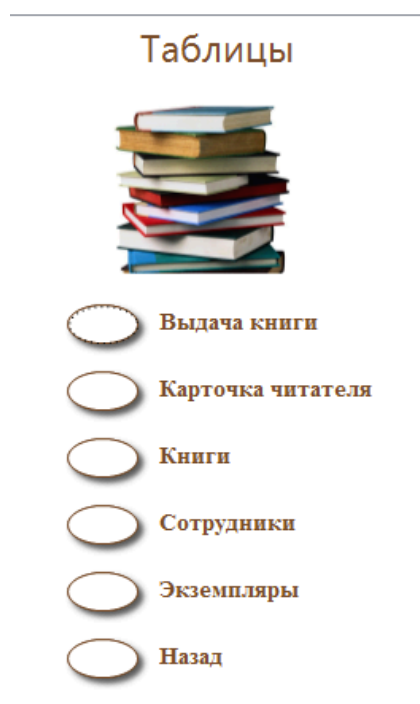 Таблицы
Выдача книги
Карточка читателя
Книги
Сотрудники
Экземпляры
Назад